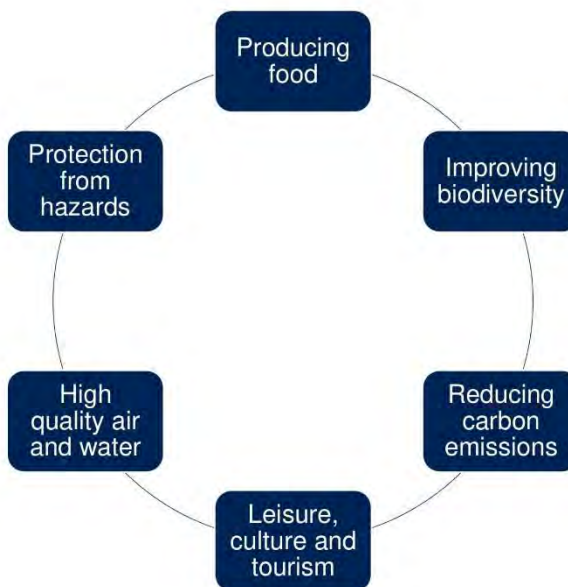 Producing
food
Improving
biodiversity
Reducing
carbon
emissions
Leisure,
culture and
tourism
High
quality air
and water
Protection
from
hazards